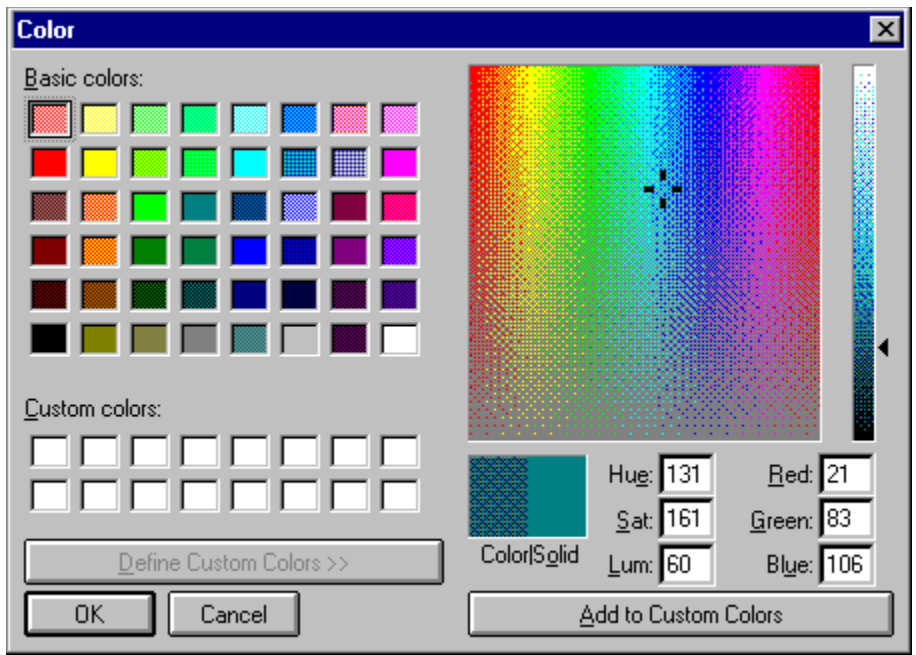 Color
Basic colors:
Custom colors:
Define Custom Colors >>
OK
Cancel
Color|Solid
Hue: 131
Sat: 161
Lum: 60
Red: 21
Green: 83
Blue: 106
Add to Custom Colors